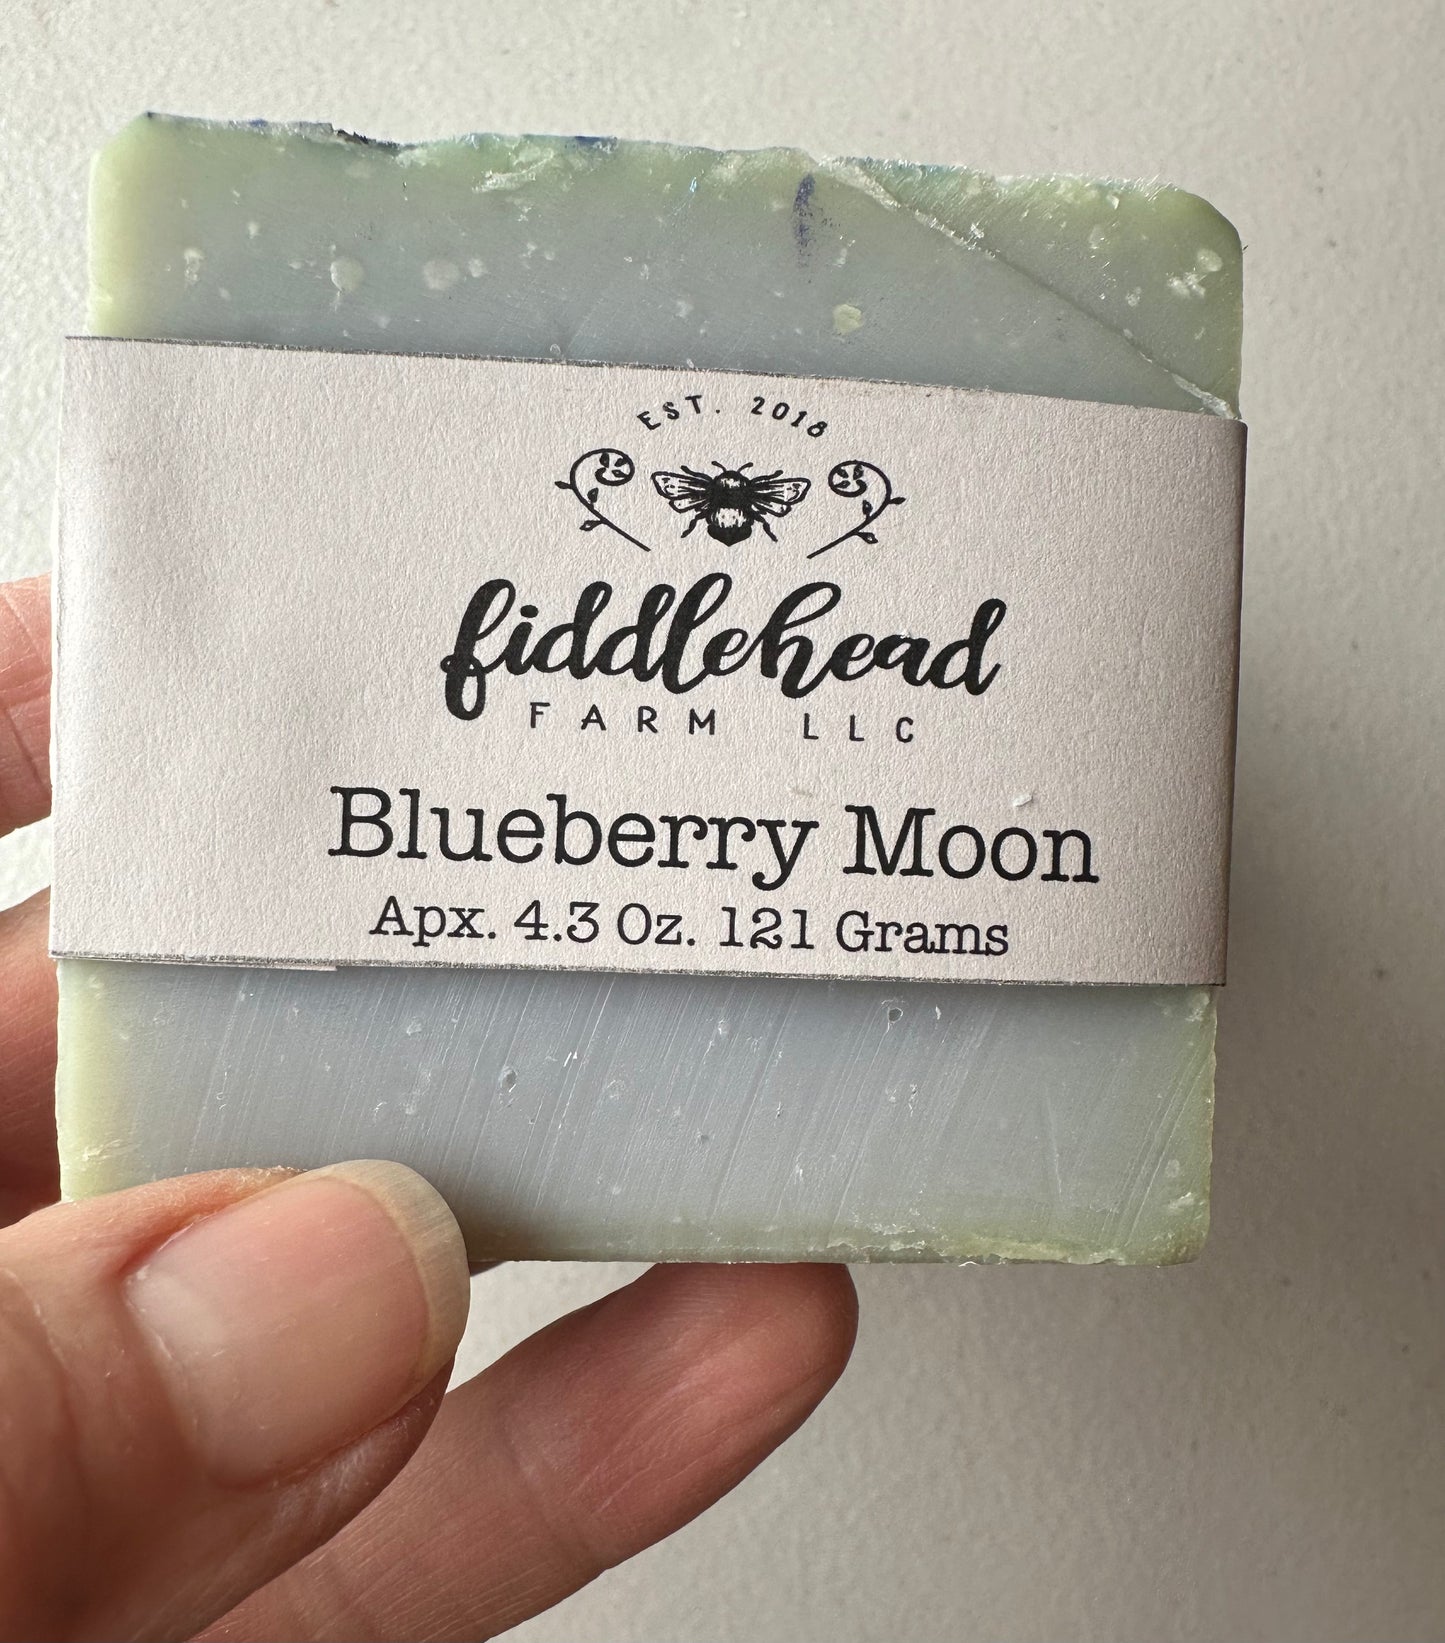 EST. 2018
fiddlehead
FARM LLC
Blueberry Moon
Apx. 4.3 Oz. 121 Grams